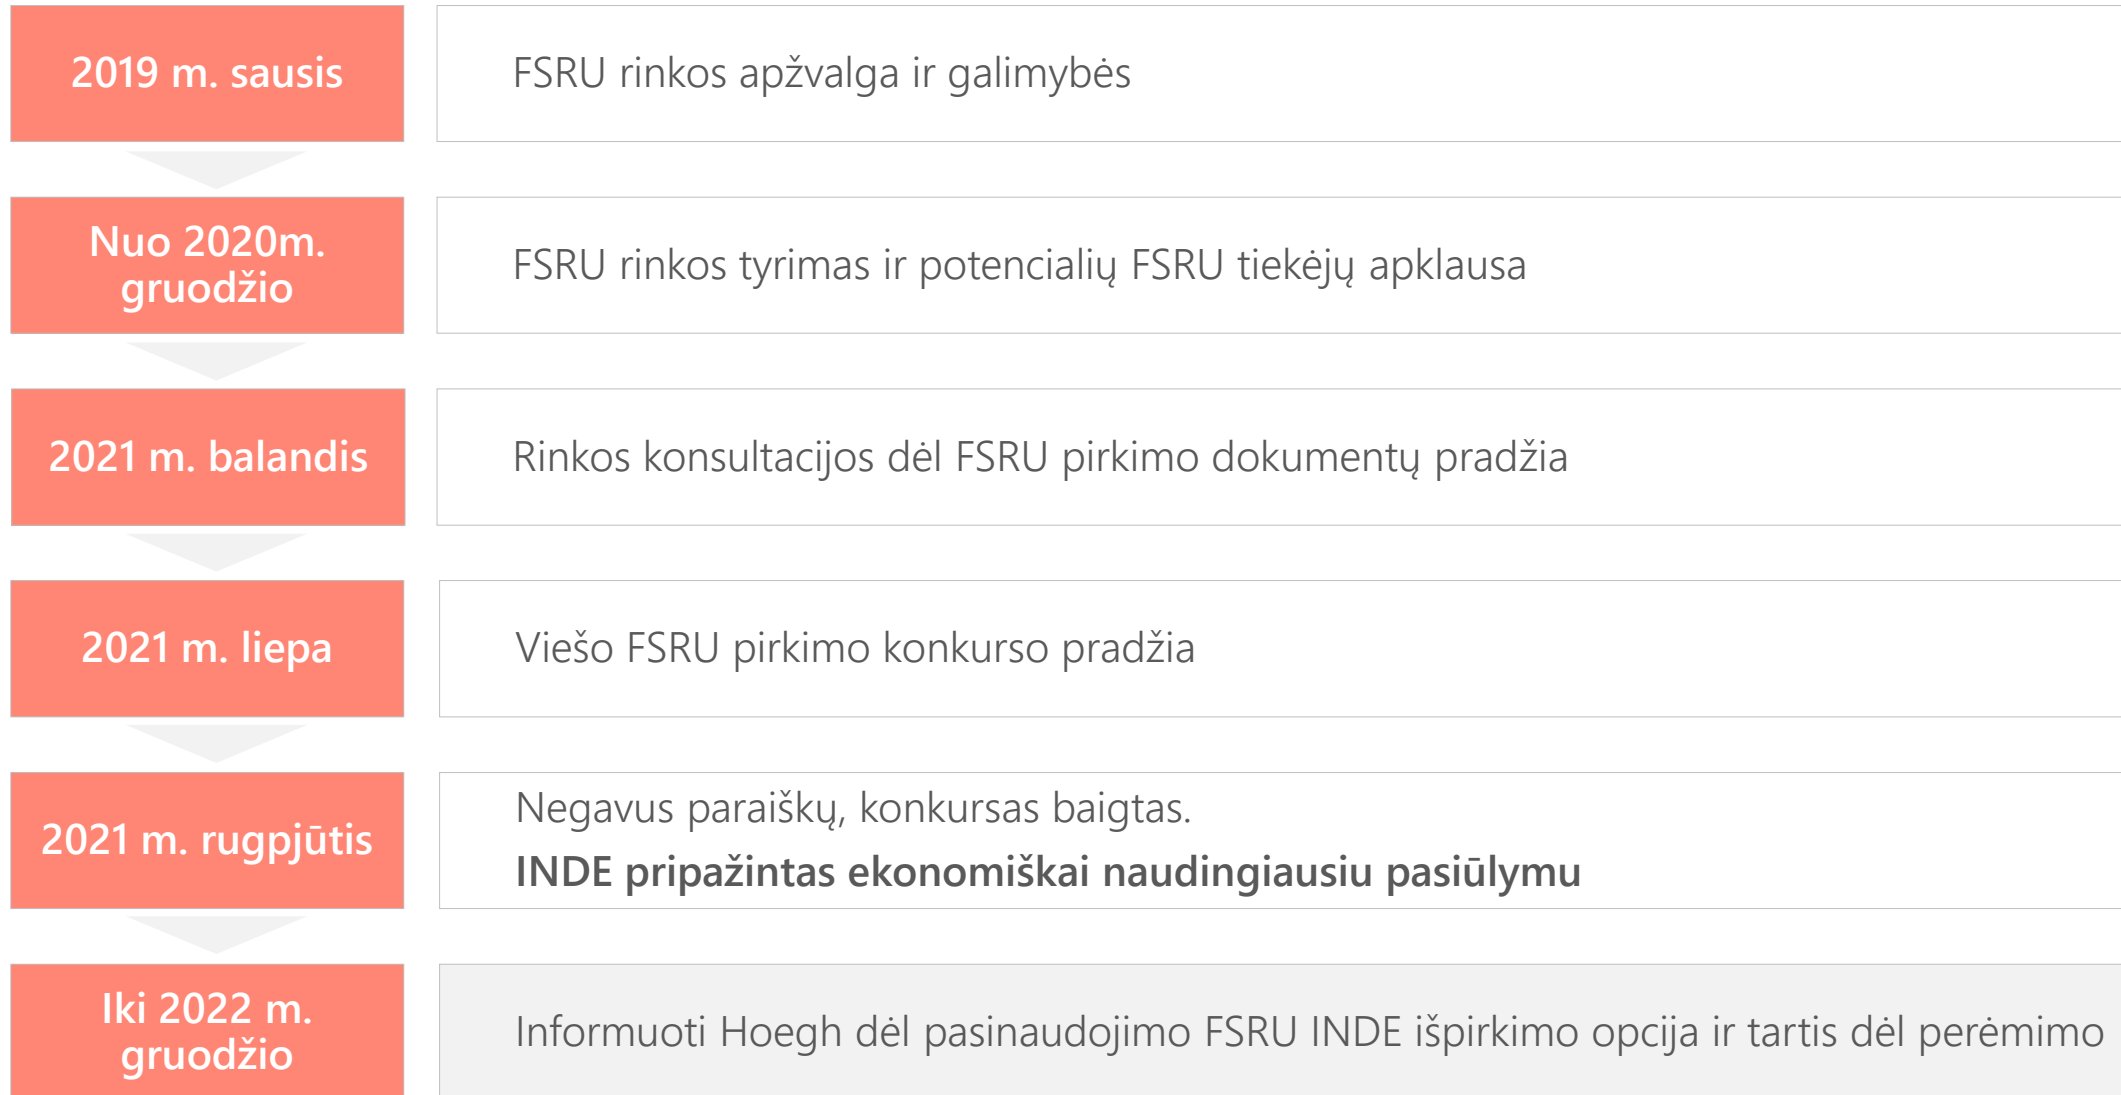 2019 m. sausis
FSRU rinkos apžvalga ir galimybės
Nuo 2020m.
gruodžio
FSRU rinkos tyrimas ir potencialių FSRU tiekėjų apklausa
2021 m. balandis
Rinkos konsultacijos dėl FSRU pirkimo dokumentų pradžia
2021 m. liepa
Viešo FSRU pirkimo konkurso pradžia
2021 m. rugpjūtis
Negavus paraiškų, konkursas baigtas.
INDE pripažintas ekonomiškai naudingiausiu pasiūlymu
Iki 2022 m.
gruodžio
Informuoti Hoegh dėl pasinaudojimo FSRU INDE išpirkimo opcija ir tartis dėl perėmimo